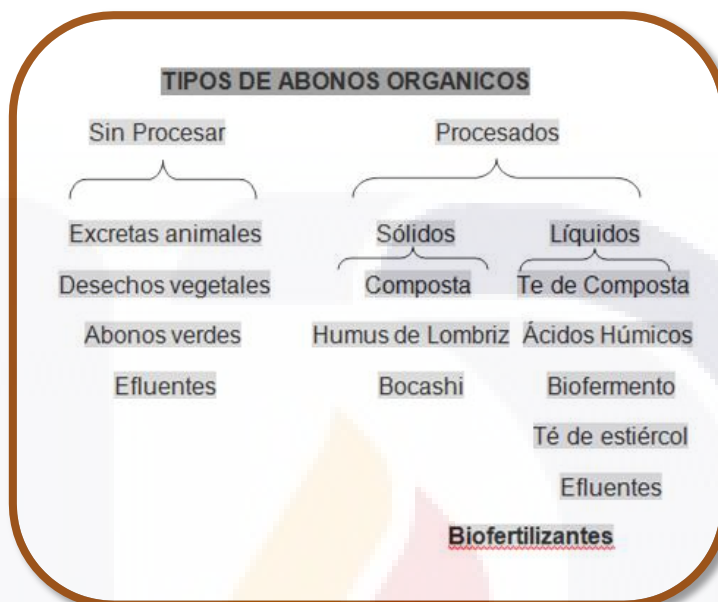 TIPOS DE ABONOS ORGANICOS
Sin Procesar Procesados
Excretas animales Sólidos Líquidos
Desechos vegetales Composta Te de Composta
Abonos verdes Humus de Lombriz Ácidos Húmicos
Efluentes Bocashi Biofermento
Té de estiércol
Efluentes
Biofertilizantes